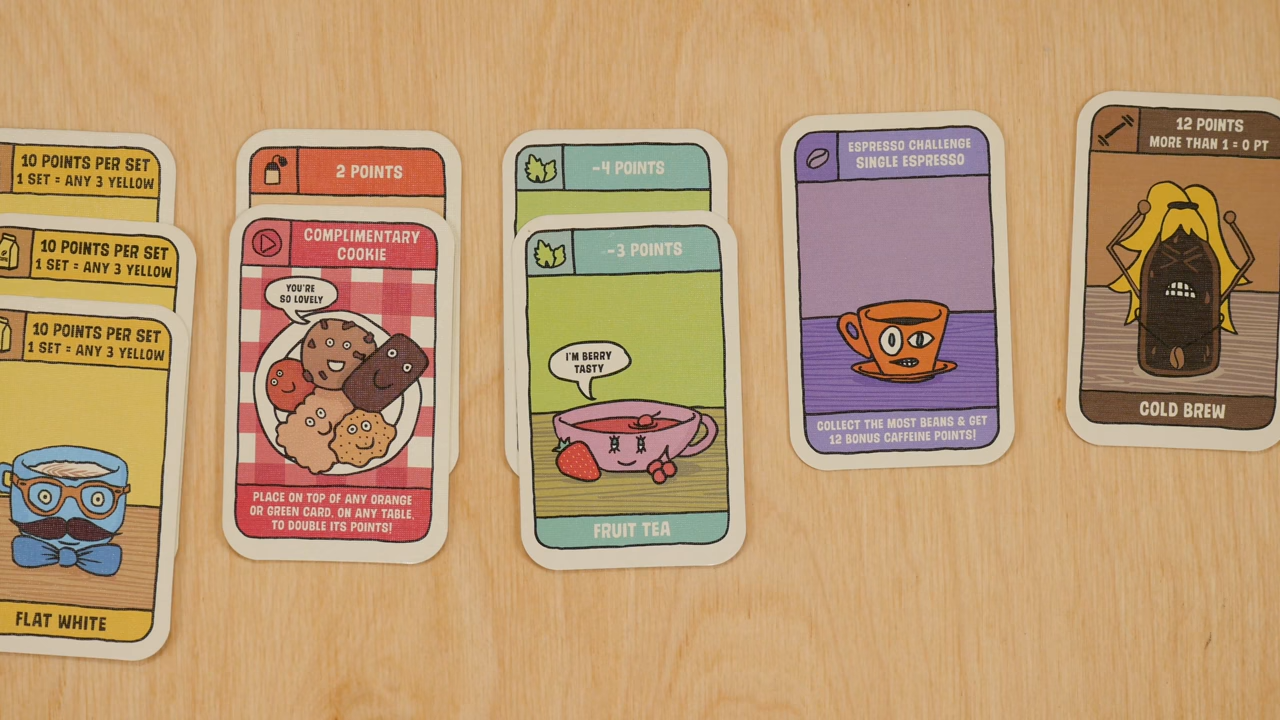 10 POINTS PER SET
1 SET = ANY 3 YELLOW
10 POINTS PER SET
1 SET = ANY 3 YELLOW
10 POINTS PER SET
1 SET = ANY 3 YELLOW
FLAT WHITE
2 POINTS
COMPLIMENTARY
COOKIE
YOU'RE
SO LOVELY
PLACE ON TOP OF ANY ORANGE
OR GREEN CARD, ON ANY TABLE,
TO DOUBLE ITS POINTS!
-4 POINTS
-3 POINTS
I'M BERRY
TASTY
FRUIT TEA
ESPRESSO CHALLENGE
SINGLE ESPRESSO
COLLECT THE MOST BEANS & GET
12 BONUS CAFFEINE POINTS!
12 POINTS
MORE THAN 1 = 0 PT
COLD BREW